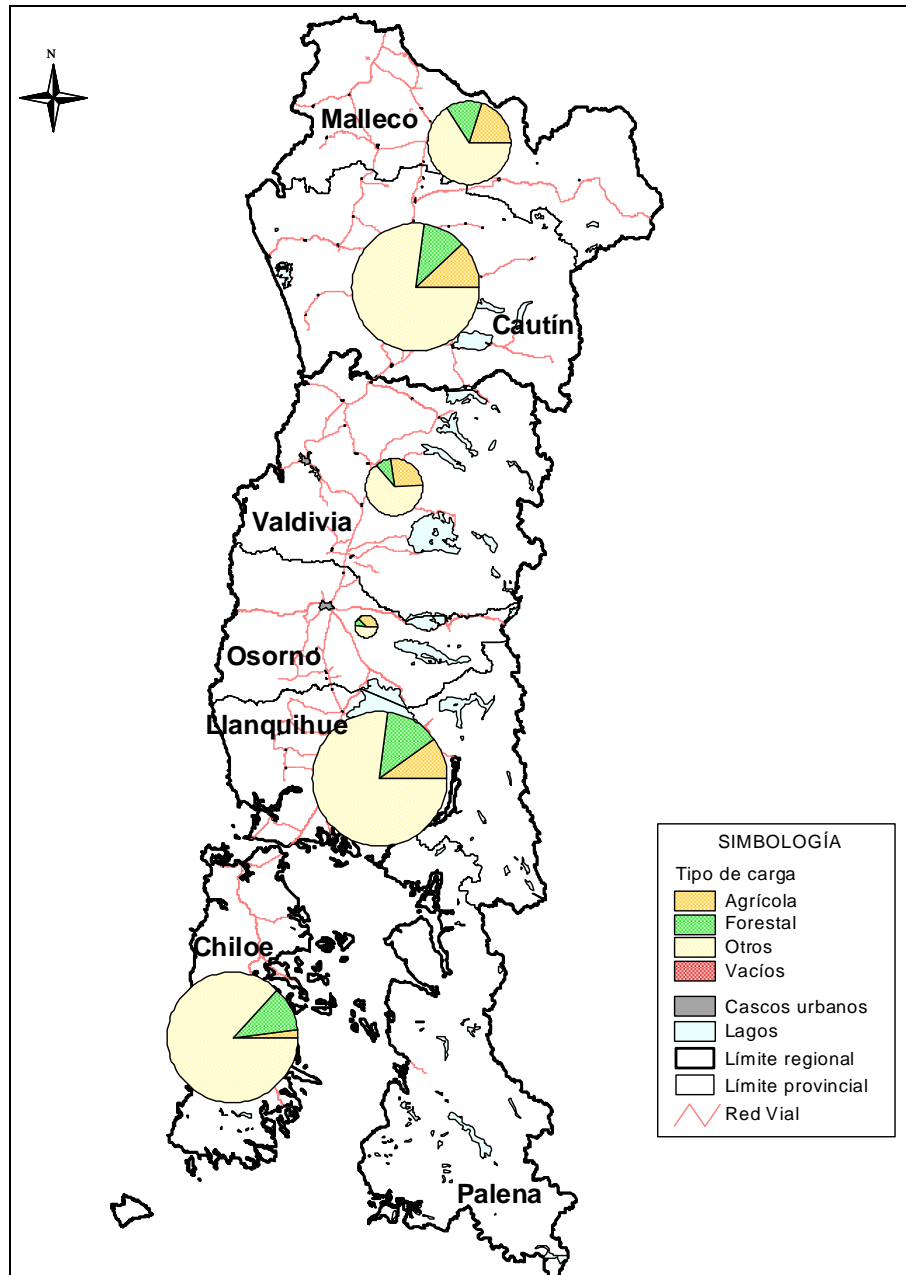 N
Malleco
Cautín
Valdivia
Osorno
Llanquihue
Chiloe
Palena
SIMBOLOGÍA
Tipo de carga
Agrícola
Forestal
Otros
Vacíos
Cascos urbanos
Lagos
Límite regional
Límite provincial
Red Vial